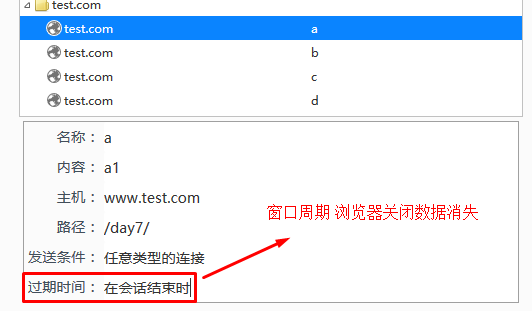 test.com
test.com a
test.com b
test.com c
test.com d
名称： a
内容： a1
主机： www.test.com
路径： /day7/
窗口周期 浏览器关闭数据消失
发送条件： 任意类型的连接
过期时间： 在会话结束时